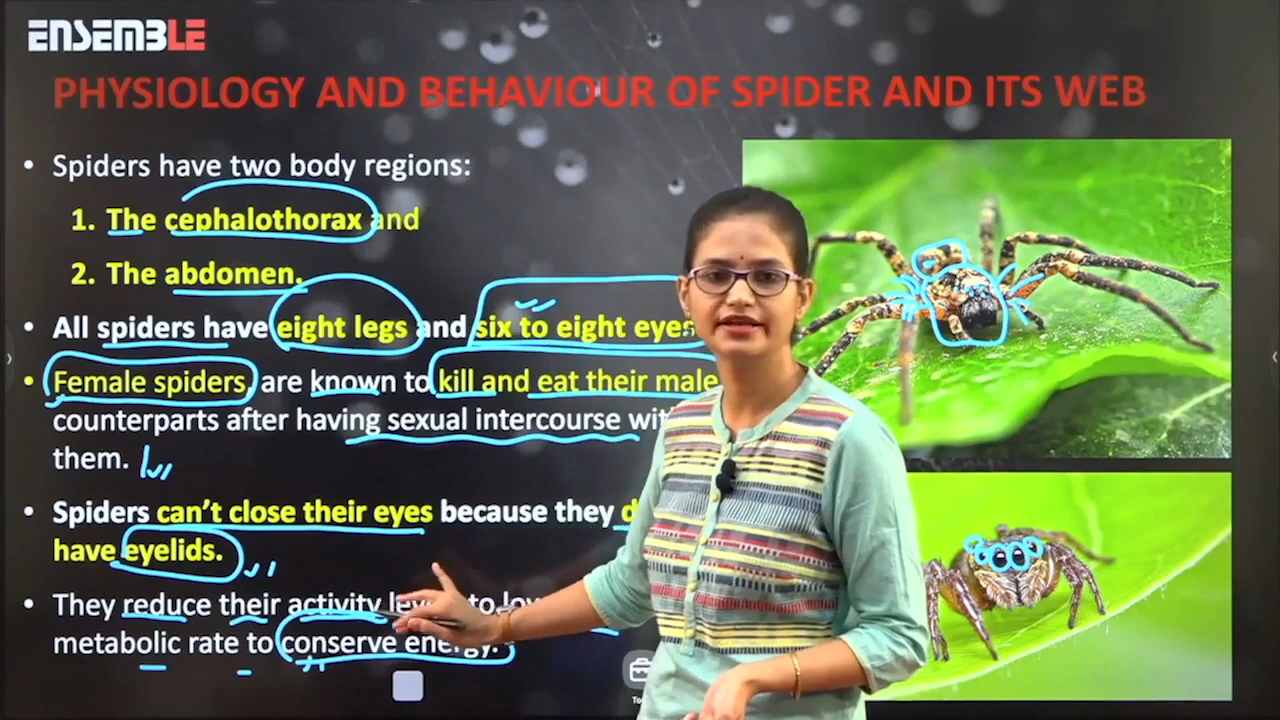 ENSEMBLE
PHYSIOLOGY AND BEHAVIOUR OF SPIDER AND ITS WEB
• Spiders have two body regions:
1. The cephalothorax and
2. The abdomen.
• All spiders have eight legs and six to eight eyes
• Female spiders are known to kill and eat their male
counterparts after having sexual intercourse
them.
• Spiders can't close their eyes because they
have eyelids.
• They reduce their activity to
metabolic rate to conserve energy.